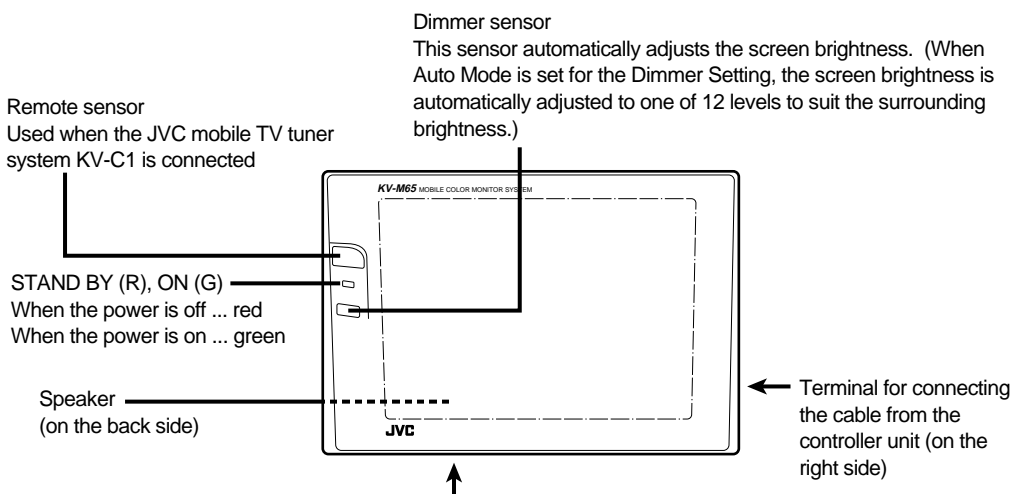 Dimmer sensor
This sensor automatically adjusts the screen brightness.  (When
Auto Mode is set for the Dimmer Setting, the screen brightness is
automatically adjusted to one of 12 levels to suit the surrounding
brightness.)
Remote sensor
Used when the JVC mobile TV tuner
system KV-C1 is connected
KV-M65 MOBILE COLOR MONITOR SYSTEM
STAND BY (R), ON (G)
When the power is off ... red
When the power is on ... green
Speaker
(on the back side)
JVC
Terminal for connecting
the cable from the
controller unit (on the
right side)